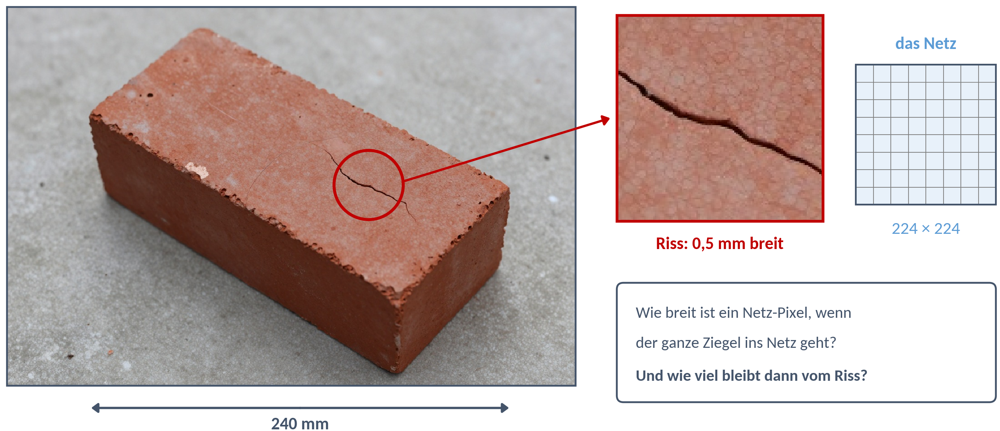 das Netz
224 × 224
Riss: 0,5 mm breit
Wie breit ist ein Netz-Pixel, wenn
der ganze Ziegel ins Netz geht?
Und wie viel bleibt dann vom Riss?
240 mm